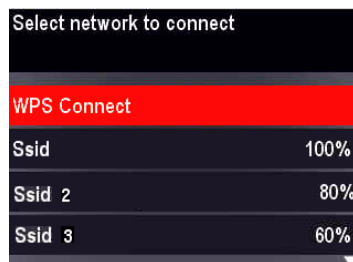 Select network to connect
WPS Connect
Ssid 100%
Ssid 2 80%
Ssid 3 60%